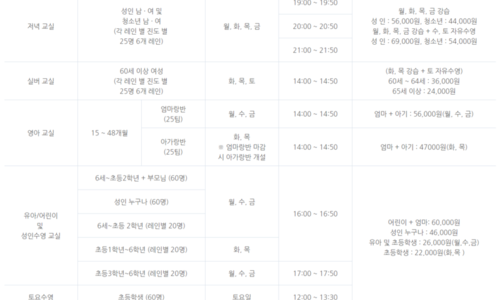 19:00 ~ 19:50
저녁 교실
성인 남 · 여 및
청소년 남 · 여
(각 레인 별 진도 별
25명 6개 레인)
월, 화, 목, 금
20:00 ~ 20:50
21:00 ~ 21:50
월, 화, 목, 금 강습
성 인 : 56,000원, 청소년 : 44,000원
월, 화, 목, 금 강습 + 수, 토 자유수영
성 인 : 69,000원, 청소년 : 54,000원
실버 교실
60세 이상 여성
(각 레인 별 진도 별
25명 6개 레인)
화, 목, 토
14:00 ~ 14:50
(화, 목 강습 + 토 자유수영)
60세 ~ 64세 : 36,000원
65세 이상 : 24,000원
영아 교실
15 ~ 48개월
엄마랑반
(25팀)
월, 수, 금
14:00 ~ 14:50
엄마 + 아기 : 56,000원(월, 수, 금)
아가랑반
(25팀)
화, 목
※ 엄마랑반 마감
시 아가랑반 개설
14:00 ~ 14:50
엄마 + 아기 : 47000원(화, 목)
유아/어린이
및
성인수영 교실
6세~초등2학년 + 부모님 (60명)
성인 누구나 (60명)
6세~초등 2학년 (레인별 20명)
월, 수, 금
16:00 ~ 16:50
초등1학년~6학년 (레인별 20명)
화, 목
초등3학년~6학년 (레인별 20명)
월, 수, 금
17:00 ~ 17:50
어린이 + 엄마: 60,000원
성인 누구나 : 46,000원
유아 및 초등학생 : 26,000원(월,수,금)
초등학생 : 22,000원(화,목 )
토요수영
초등학생 (60명)
토요일
12:00 ~ 13:30